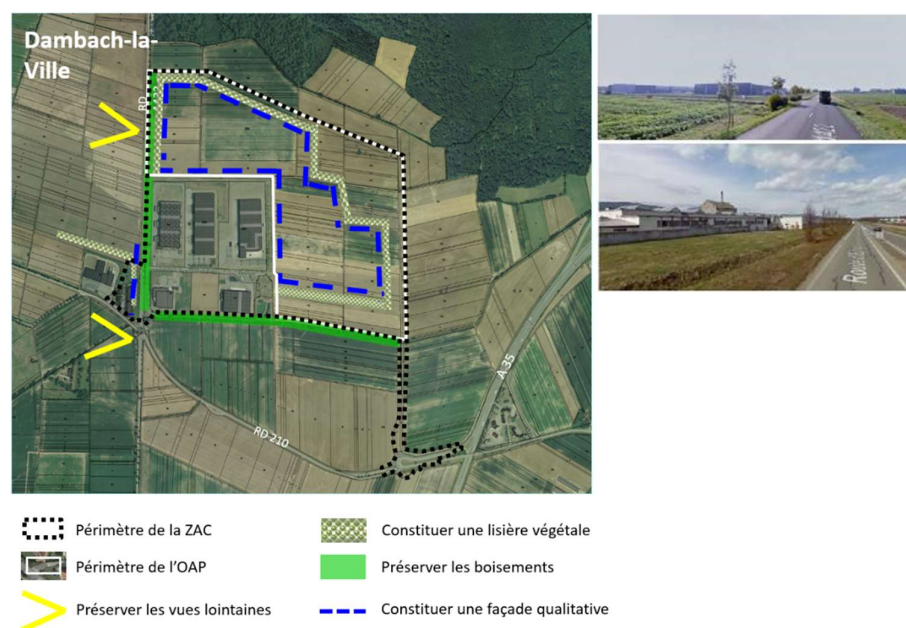 Dambach-la-
Ville
RD
A 35
RD 210
Périmètre de la ZAC
Constituer une lisière végétale
Périmètre de l'OAP
Préserver les boisements
Préserver les vues lointaines
Constituer une façade qualitative